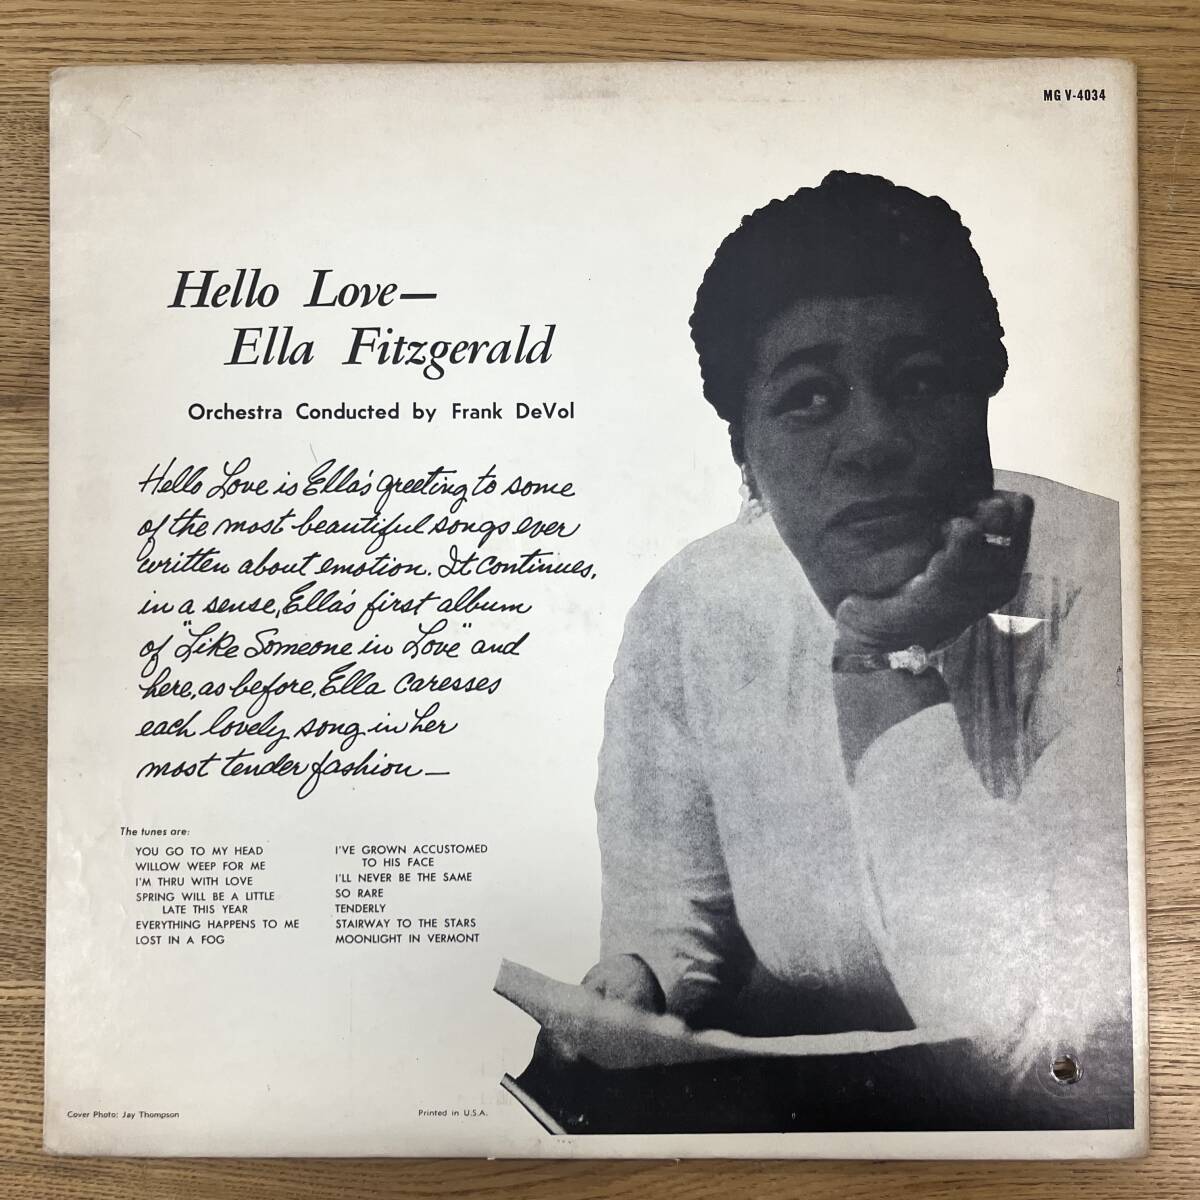 MG V-4034
Hello Love—
Ella Fitzgerald
Orchestra Conducted by Frank DeVol
Hello Love is Ella's greeting to some
of the most beautiful songs ever
written about emotion. It continues,
in a sense, Ella's first album
of "Like Someone in Love" and
here, as before, Ella caresses
each lovely song in her
most tender fashion—
The tunes are:
YOU GO TO MY HEAD
WILLOW WEEP FOR ME
I'M THRU WITH LOVE
SPRING WILL BE A LITTLE
LATE THIS YEAR
EVERYTHING HAPPENS TO ME
LOST IN A FOG
I'VE GROWN ACCUSTOMED
TO HIS FACE
I'LL NEVER BE THE SAME
SO RARE
TENDERLY
STAIRWAY TO THE STARS
MOONLIGHT IN VERMONT
Cover Photo: Jay Thompson
Printed in U.S.A.